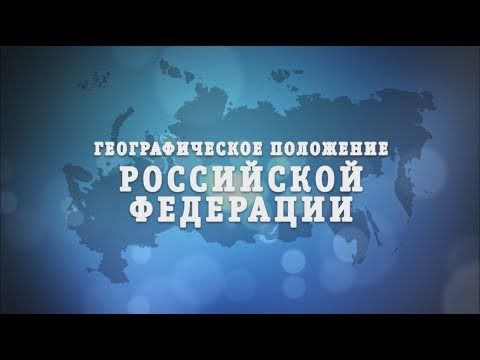 ГЕОГРАФИЧЕСКОЕ ПОЛОЖЕНИЕ
РОССИЙСКОЙ
ФЕДЕРАЦИИ